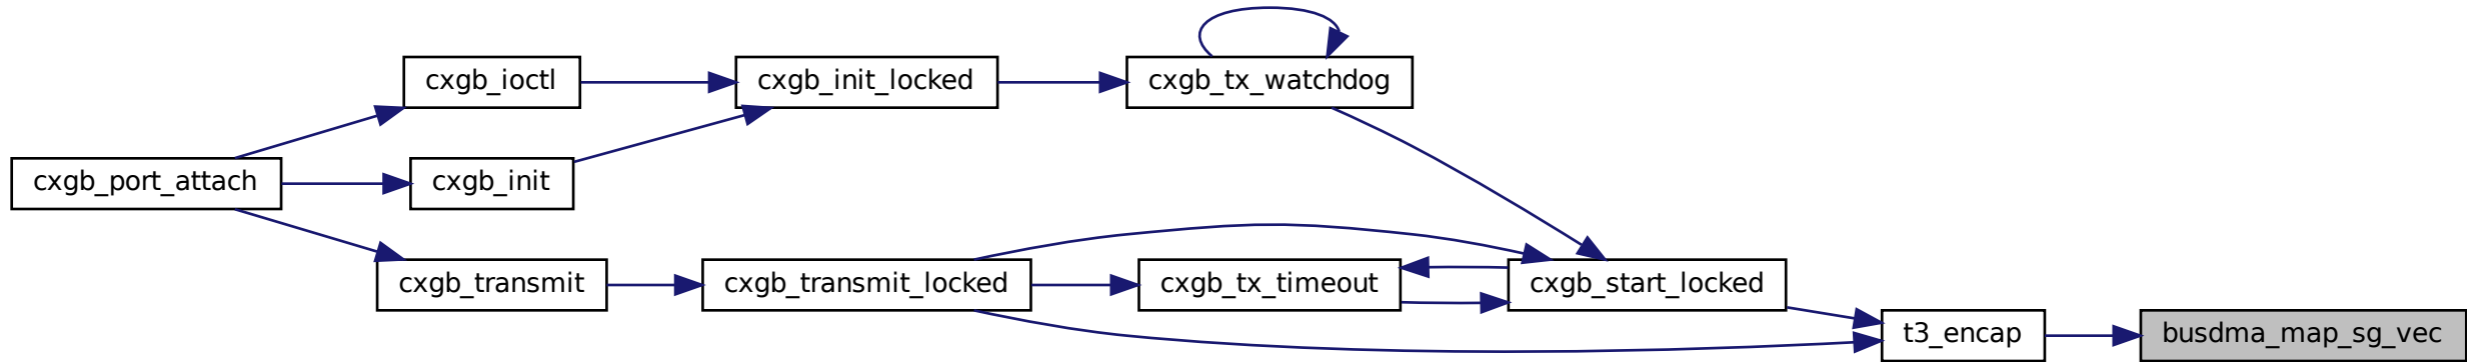 cxgb_port_attach
cxgb_ioctl
cxgb_init
cxgb_transmit
cxgb_init_locked
cxgb_transmit_locked
cxgb_tx_watchdog
cxgb_tx_timeout
cxgb_start_locked
t3_encap
busdma_map_sg_vec